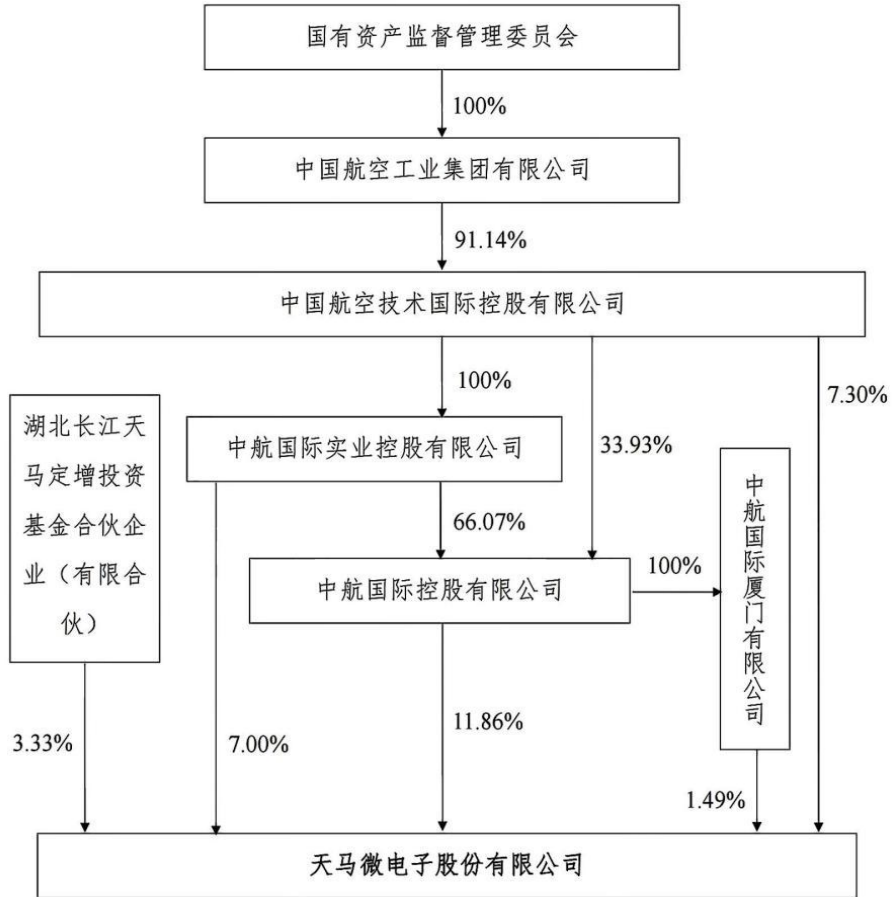 国有资产监督管理委员会
100%
中国航空工业集团有限公司
91.14%
中国航空技术国际控股有限公司
100%
33.93%
7.30%
湖北长江天
马定增投资
基金合伙企
业（有限合
伙）
中航国际实业控股有限公司
66.07%
中航国际控股有限公司
100%
中航国际厦门有限公司
3.33%
7.00%
11.86%
1.49%
天马微电子股份有限公司